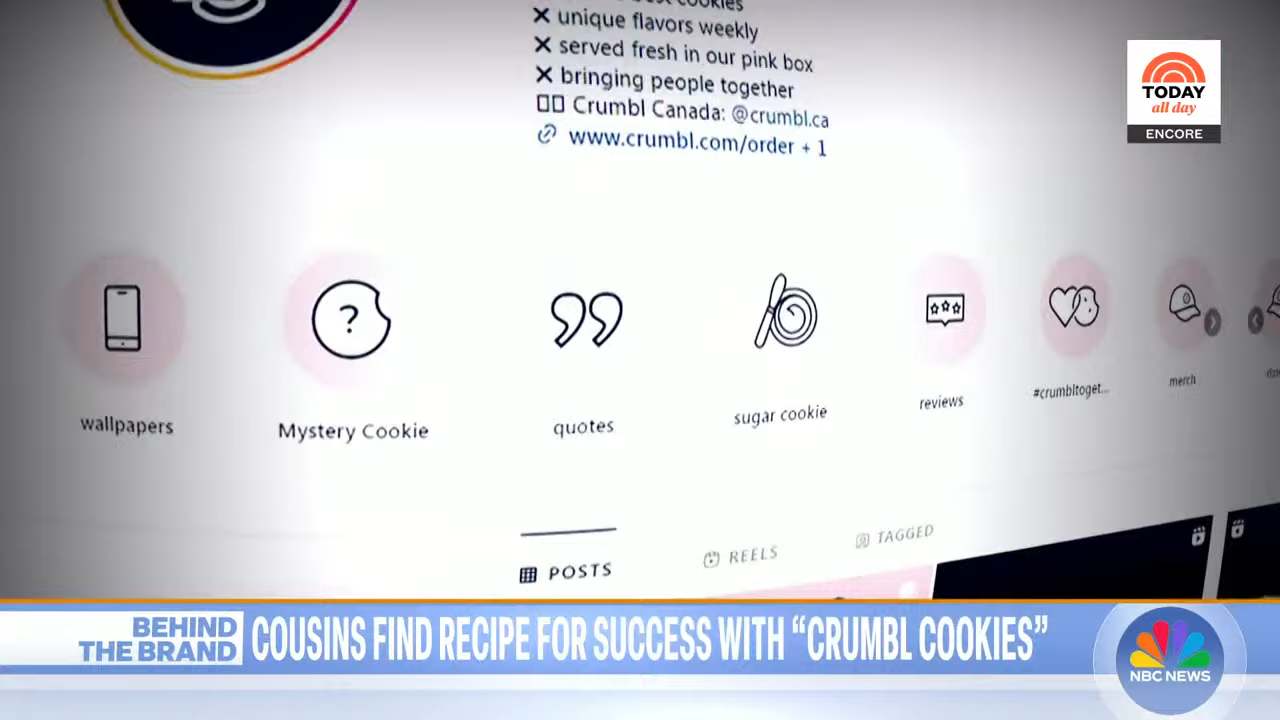 cookies
✕ unique flavors weekly
✕ served fresh in our pink box
✕ bringing people together
Crumbl Canada: @crumbl.ca
www.crumbl.com/order + 1
TODAY
all day
ENCORE
?
wallpapers
Mystery Cookie
quotes
sugar cookie
reviews
#crumbltoget...
merch
POSTS
REELS
TAGGED
BEHIND
THE BRAND
COUSINS FIND RECIPE FOR SUCCESS WITH “CRUMBL COOKIES”
NBC NEWS